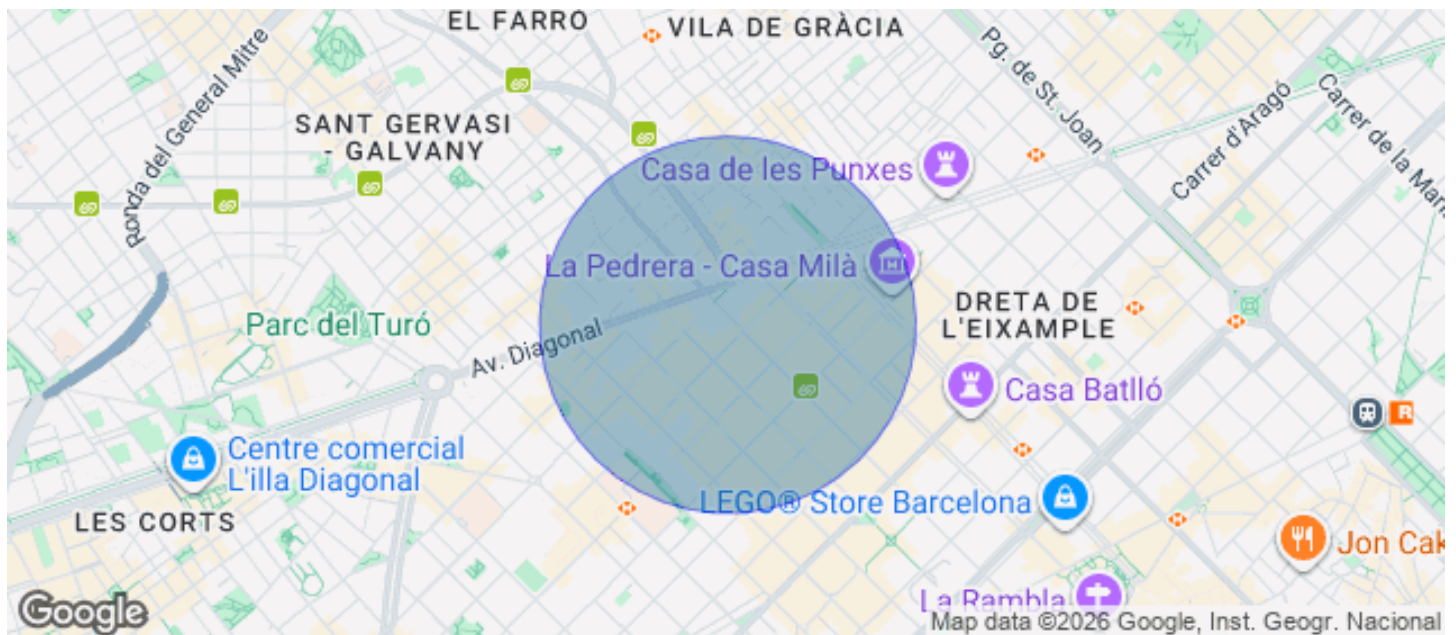 EL FARRÓ
VILA DE GRÀCIA
Pg. de St. Joan
Ronda del General Mitre
SANT GERVASI
- GALVANY
Carrer d'Aragó
Carrer de la Mar
Casa de les Punxes
La Pedrera - Casa Milà
DRETA DE
L'EIXAMPLE
Parc del Turó
Av. Diagonal
Casa Batlló
R
Centre comercial
L'illa Diagonal
LEGO® Store Barcelona
LES CORTS
Jon Cak
La Rambla
Google
Map data ©2026 Google, Inst. Geogr. Nacional